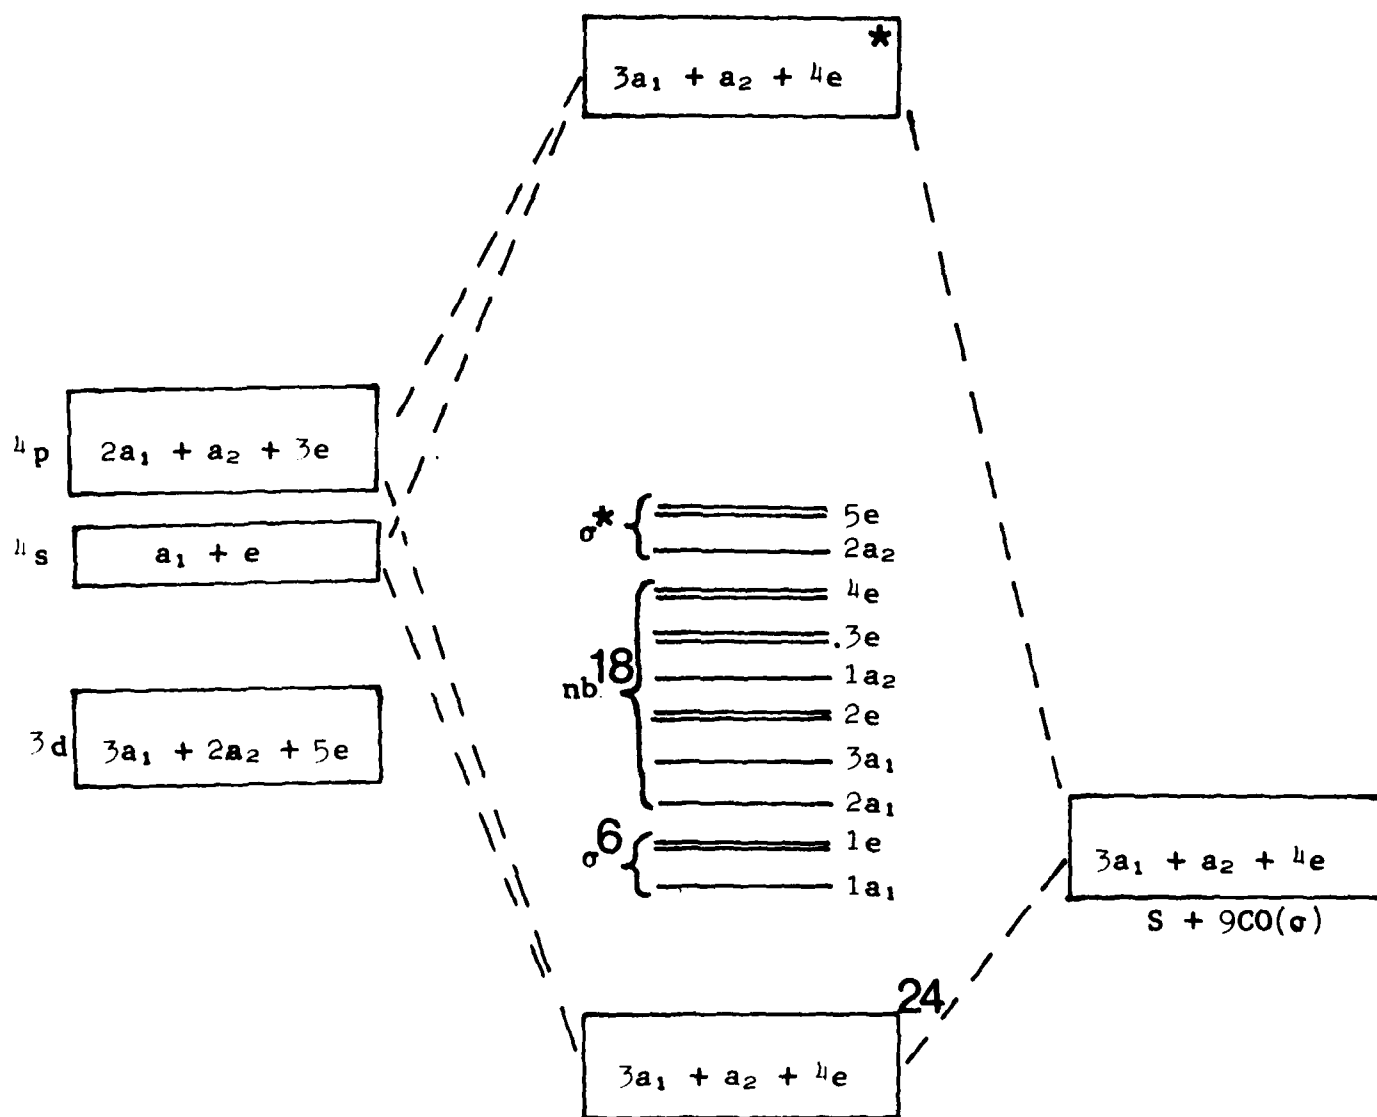 *
3a₁ + a₂ + 4e
4p 2a₁ + a₂ + 3e
4s a₁ + e
3d 3a₁ + 2a₂ + 5e
σ* 5e
2a₂
nb 18 4e
.3e
1a₂
2e
3a₁
2a₁
σ 6 1e
1a₁
3a₁ + a₂ + 4e
S + 9CO(σ)
24
3a₁ + a₂ + 4e